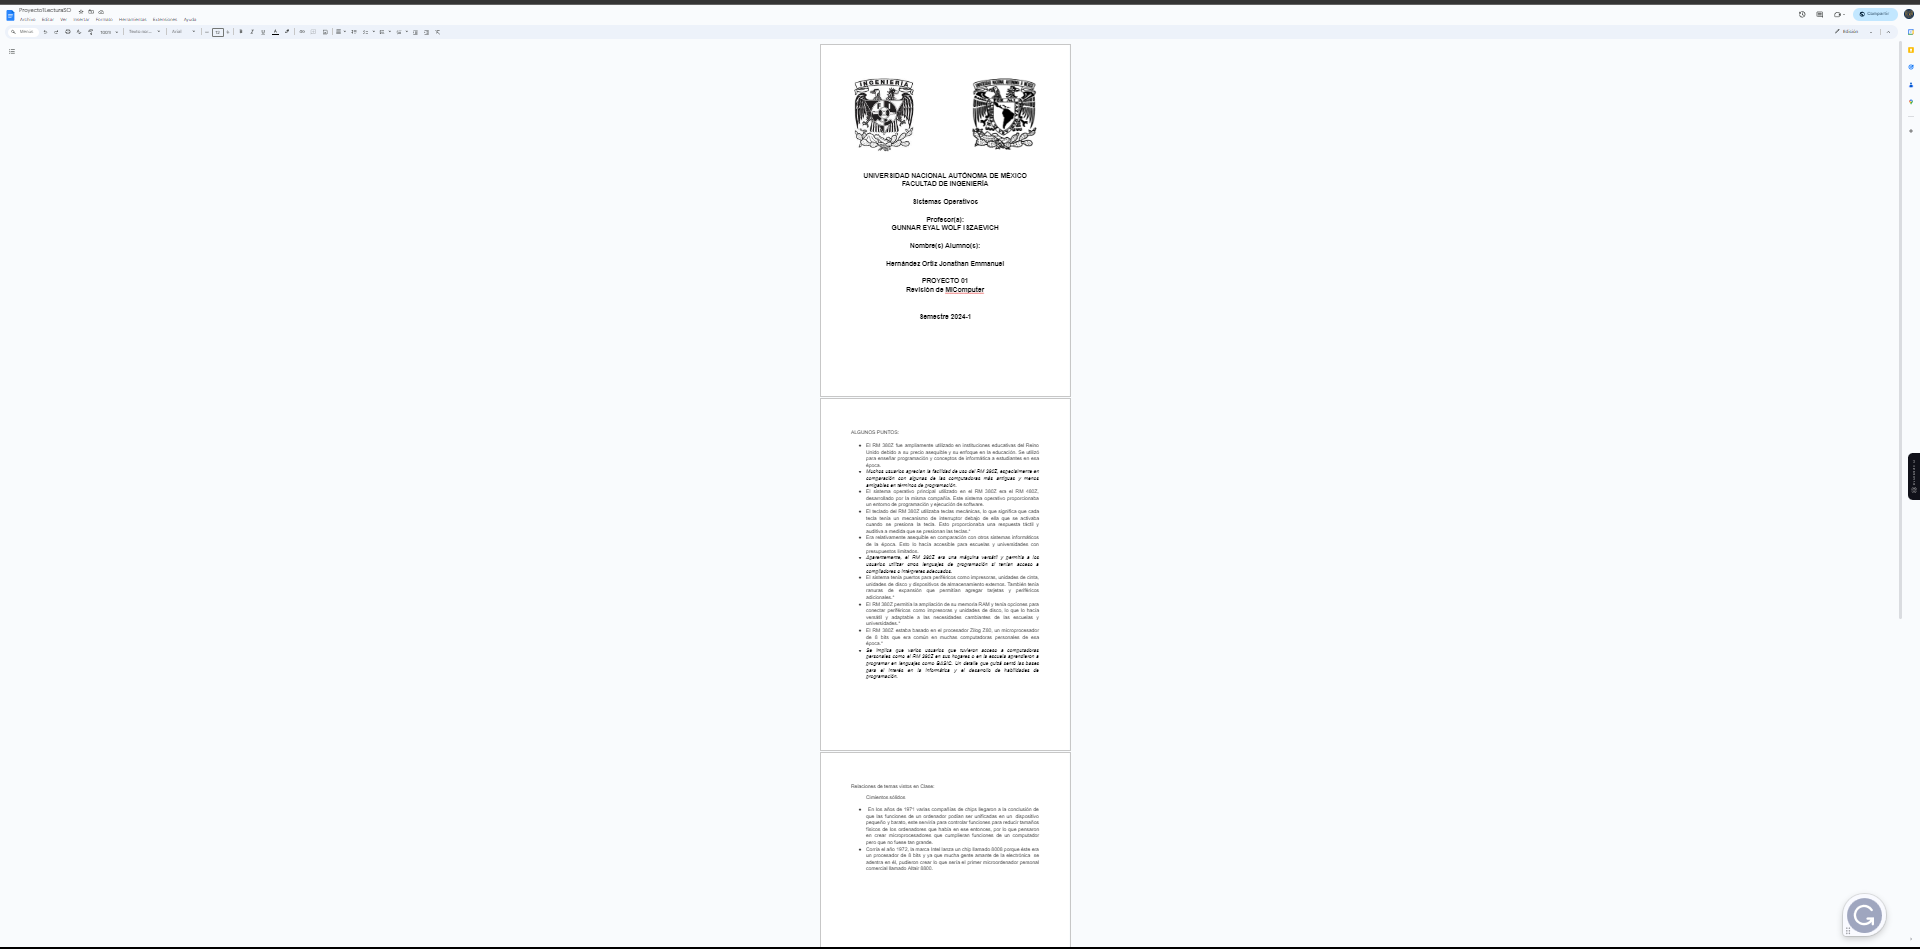 Proyecto1LecturaSO
Archivo Editar Ver Insertar Formato Herramientas Extensiones Ayuda
Compartir
Menús
100%
Texto nor...
Arial
12
Edición
INGENIERIA
UNIVERSIDAD NACIONAL AUTÓNOMA DE MÉXICO
FACULTAD DE INGENIERÍA
Sistemas Operativos
Profesor(a):
GUNNAR EYAL WOLF ISZAEVICH
Nombre(s) Alumno(s):
Hernández Ortiz Jonathan Emmanuel
PROYECTO 01
Revisión de MiComputer
Semestre 2024-1
ALGUNOS PUNTOS:
El RM 380Z fue ampliamente utilizado en instituciones educativas del Reino
Unido debido a su precio asequible y su enfoque en la educación. Se utilizó
para enseñar programación y conceptos de informática a estudiantes en esa
época.
Muchos usuarios aprecian la facilidad de uso del RM 380Z, especialmente en
comparación con algunas de las computadoras más antiguas y menos
amigables en términos de programación.
El sistema operativo principal utilizado en el RM 380Z era el RM 480Z,
desarrollado por la misma compañía. Este sistema operativo proporcionaba
un entorno de programación y ejecución de software.
El teclado del RM 380Z utilizaba teclas mecánicas, lo que significa que cada
tecla tenía un mecanismo de interruptor debajo de ella que se activaba
cuando se presiona la tecla. Esto proporcionaba una respuesta táctil y
auditiva a medida que se presionan las teclas.*
Era relativamente asequible en comparación con otros sistemas informáticos
de la época. Esto lo hacía accesible para escuelas y universidades con
presupuestos limitados.
Aparentemente, el RM 380Z era una máquina versátil y permitía a los
usuarios utilizar otros lenguajes de programación si tenían acceso a
compiladores o intérpretes adecuados.
El sistema tenía puertos para periféricos como impresoras, unidades de cinta,
unidades de disco y dispositivos de almacenamiento externos. También tenía
ranuras de expansión que permitían agregar tarjetas y periféricos
adicionales.*
El RM 380Z permitía la ampliación de su memoria RAM y tenía opciones para
conectar periféricos como impresoras y unidades de disco, lo que lo hacía
versátil y adaptable a las necesidades cambiantes de las escuelas y
universidades.*
El RM 380Z estaba basado en el procesador Zilog Z80, un microprocesador
de 8 bits que era común en muchas computadoras personales de esa
época.*
Se implica que varios usuarios que tuvieron acceso a computadoras
personales como el RM 380Z en sus hogares o en la escuela aprendieron a
programar en lenguajes como BASIC. Un detalle que quizá sentó las bases
para el interés en la informática y el desarrollo de habilidades de
programación.
Relaciones de temas vistos en Clase:
Cimientos sólidos
En los años de 1971 varias compañías de chips llegaron a la conclusión de
que las funciones de un ordenador podían ser unificadas en un dispositivo
pequeño y barato, este serviría para controlar funciones para reducir tamaños
físicos de los ordenadores que había en ese entonces, por lo que pensaron
en crear microprocesadores que cumplieran funciones de un computador
pero que no fuese tan grande.
Corría el año 1973, la marca Intel lanza un chip llamado 8008 porque éste era
un procesador de 8 bits y ya que mucha gente amante de la electrónica se
adentra en él, pudieron crear lo que sería el primer microordenador personal
comercial llamado Altair 8800.